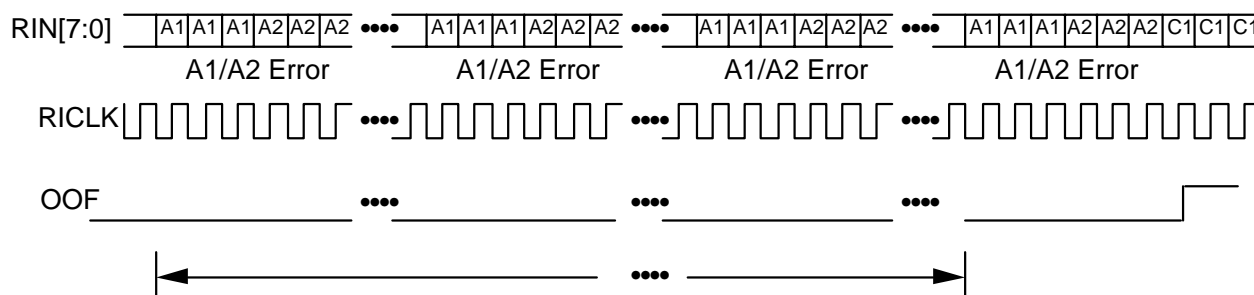 RIN[7:0] A1 A1 A1 A2 A2 A2 •••• A1 A1 A1 A2 A2 A2 •••• A1 A1 A1 A2 A2 A2 •••• A1 A1 A1 A2 A2 A2 C1 C1 C1
A1/A2 Error A1/A2 Error A1/A2 Error A1/A2 Error
RICLK •••• •••• ••••
OOF •••• •••• ••••
••••